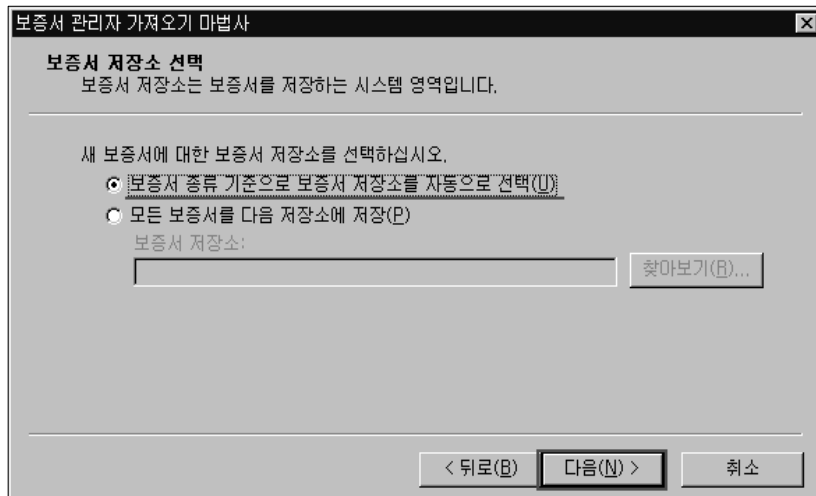 보증서 관리자 가져오기 마법사
보증서 저장소 선택
보증서 저장소는 보증서를 저장하는 시스템 영역입니다.
새 보증서에 대한 보증서 저장소를 선택하십시오.
보증서 종류 기준으로 보증서 저장소를 자동으로 선택(U)
모든 보증서를 다음 저장소에 저장(P)
보증서 저장소:
찾아보기(R)...
< 뒤로(B) 다음(N) > 취소